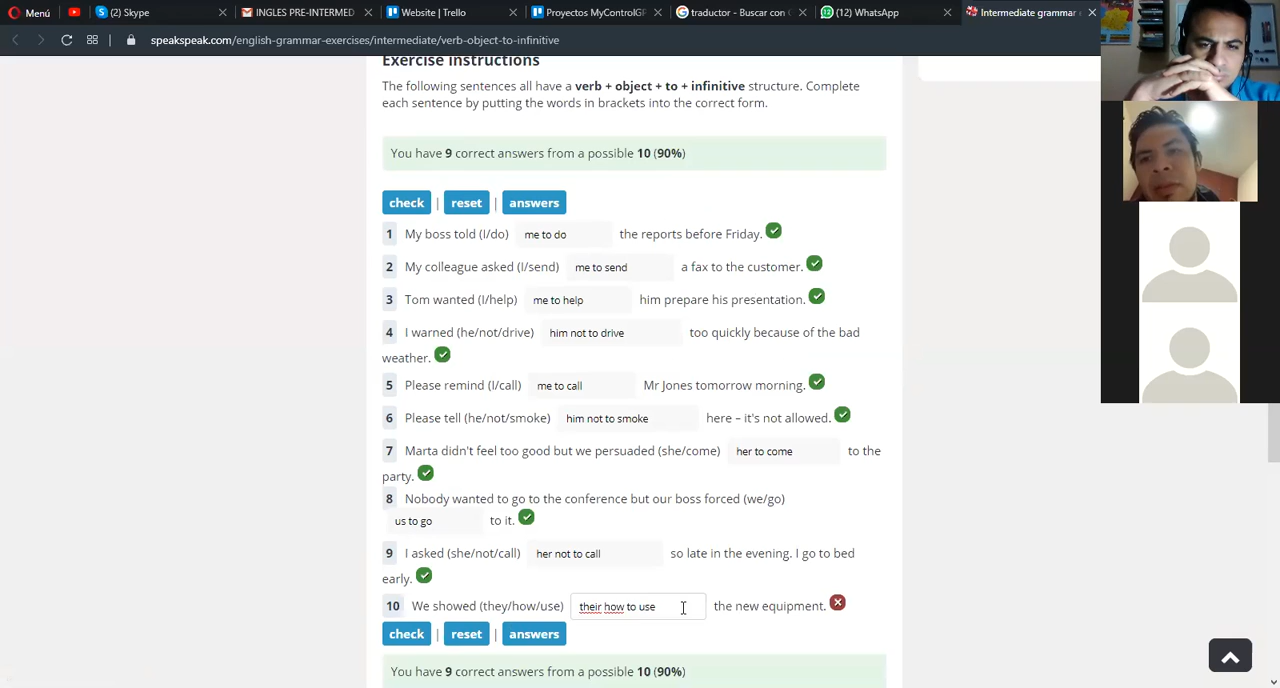 Menú
(2) Skype
INGLES PRE-INTERMED
Website | Trello
Proyectos MyControlGP
traductor - Buscar con G
(12) WhatsApp
Intermediate grammar e
speakspeak.com/english-grammar-exercises/intermediate/verb-object-to-infinitive
Exercise instructions
The following sentences all have a verb + object + to + infinitive structure. Complete
each sentence by putting the words in brackets into the correct form.
You have 9 correct answers from a possible 10 (90%)
check | reset | answers
1 My boss told (I/do) me to do the reports before Friday.
2 My colleague asked (I/send) me to send a fax to the customer.
3 Tom wanted (I/help) me to help him prepare his presentation.
4 I warned (he/not/drive) him not to drive too quickly because of the bad
weather.
5 Please remind (I/call) me to call Mr Jones tomorrow morning.
6 Please tell (he/not/smoke) him not to smoke here – it's not allowed.
7 Marta didn't feel too good but we persuaded (she/come) her to come to the
party.
8 Nobody wanted to go to the conference but our boss forced (we/go)
us to go to it.
9 I asked (she/not/call) her not to call so late in the evening. I go to bed
early.
10 We showed (they/how/use) their how to use the new equipment.
check | reset | answers
You have 9 correct answers from a possible 10 (90%)